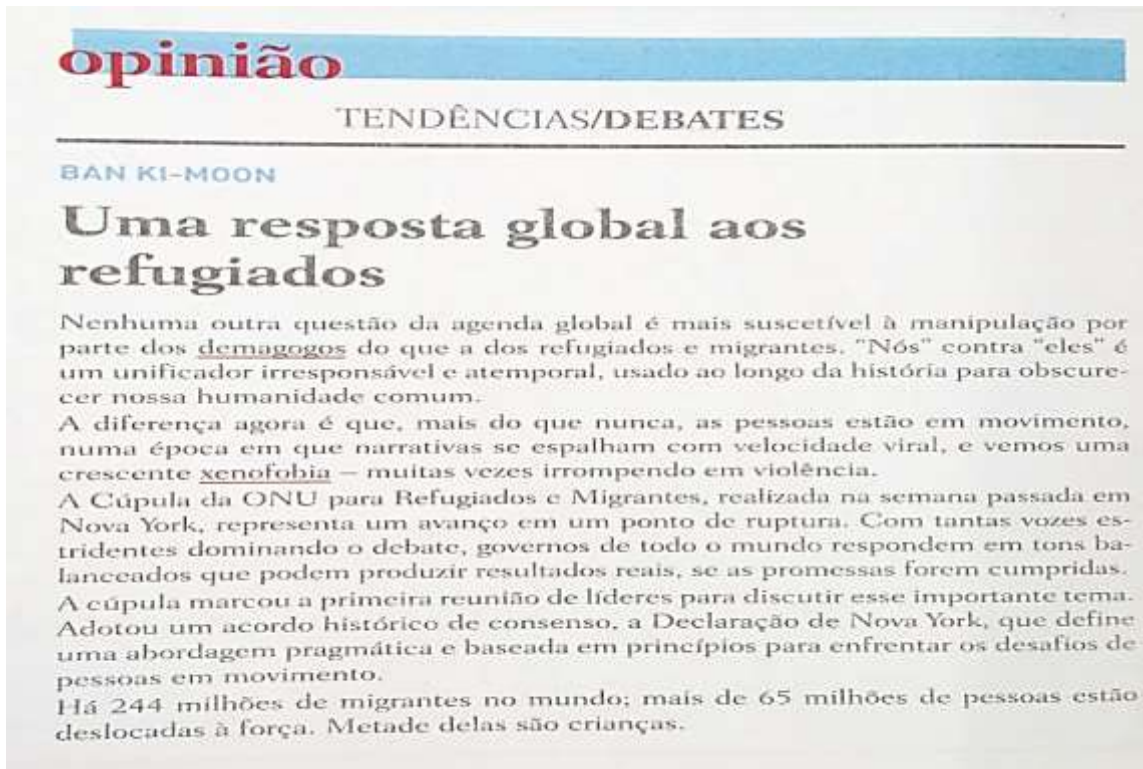 opinião
TENDÊNCIAS/DEBATES
BAN KI-MOON
Uma resposta global aos
refugiados
Nenhuma outra questão da agenda global é mais suscetível à manipulação por
parte dos demagogos do que a dos refugiados e migrantes. "Nós" contra "eles" é
um unificador irresponsável e atemporal, usado ao longo da história para obscure-
cer nossa humanidade comum.
A diferença agora é que, mais do que nunca, as pessoas estão em movimento,
numa época em que narrativas se espalham com velocidade viral, e vemos uma
crescente xenofobia – muitas vezes irrompendo em violência.
A Cúpula da ONU para Refugiados e Migrantes, realizada na semana passada em
Nova York, representa um avanço em um ponto de ruptura. Com tantas vozes es-
tridentes dominando o debate, governos de todo o mundo respondem em tons ba-
lanceados que podem produzir resultados reais, se as promessas forem cumpridas.
A cúpula marcou a primeira reunião de líderes para discutir esse importante tema.
Adotou um acordo histórico de consenso, a Declaração de Nova York, que define
uma abordagem pragmática e baseada em princípios para enfrentar os desafios de
pessoas em movimento.
Há 244 milhões de migrantes no mundo; mais de 65 milhões de pessoas estão
deslocadas à força. Metade delas são crianças.